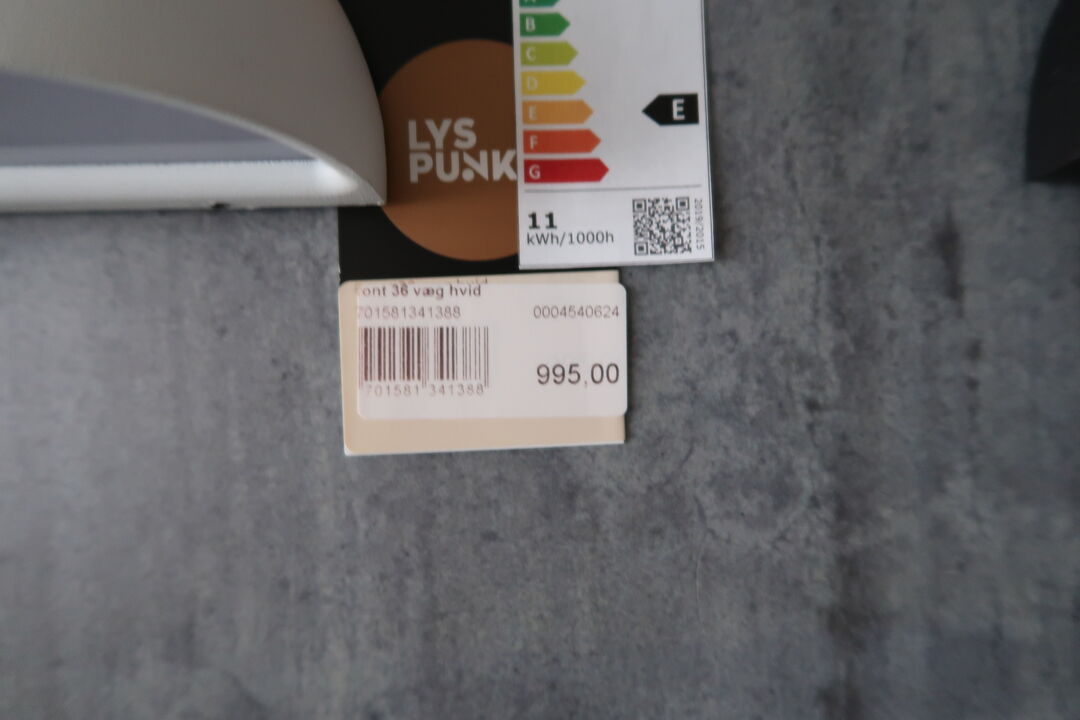 A
B
C
D
E
F
G
E
LYS
PUNK
11
kWh/1000h
2019/2015
ont 36 væg hvid
701581341388
0004540624
701581 341388
995,00